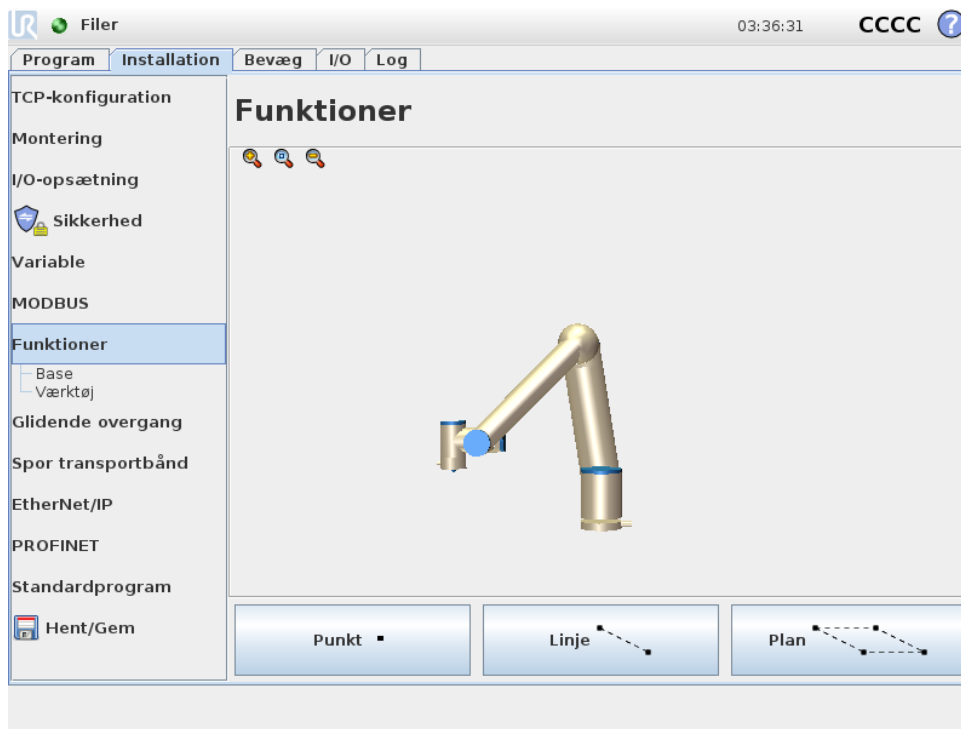 UR Filer 03:36:31 CCCC ?
Program Installation Bevæg I/O Log
TCP-konfiguration
Montering
I/O-opsætning
Sikkerhed
Variable
MODBUS
Funktioner
Base
Værktøj
Glidende overgang
Spor transportbånd
EtherNet/IP
PROFINET
Standardprogram
Hent/Gem
Funktioner
Punkt Linje Plan